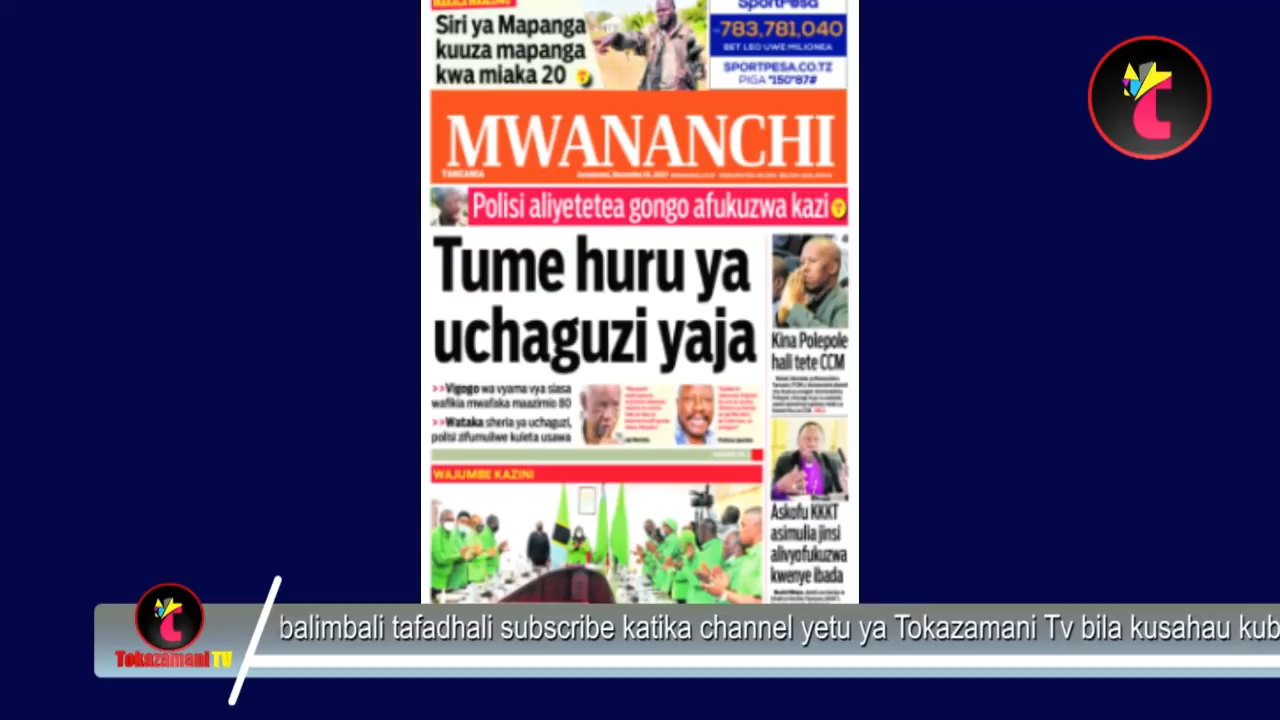 SportPesa
Siri ya Mapanga
kuuza mapanga
kwa miaka 20
783,781,040
BET LEO UWE MILIONEA
SPORTPESA.CO.TZ
PIGA *150*87#
MWANANCHI
TANZANIA
Polisi aliyetetea gongo afukuzwa kazi
Tume huru ya
uchaguzi yaja
>>Vigogo wa vyama vya siasa
wafikia mwafaka maazimio 80
>>Wataka sheria ya uchaguzi,
polisi zifumuliwe kuleta usawa
Kina Polepole
hali tete CCM
WAJUMBE KAZINI
Askofu KKKT
asimulia jinsi
alivyofukuzwa
kwenye ibada
balimbali tafadhali subscribe katika channel yetu ya Tokazamani Tv bila kusahau kub
Tokazamani TV